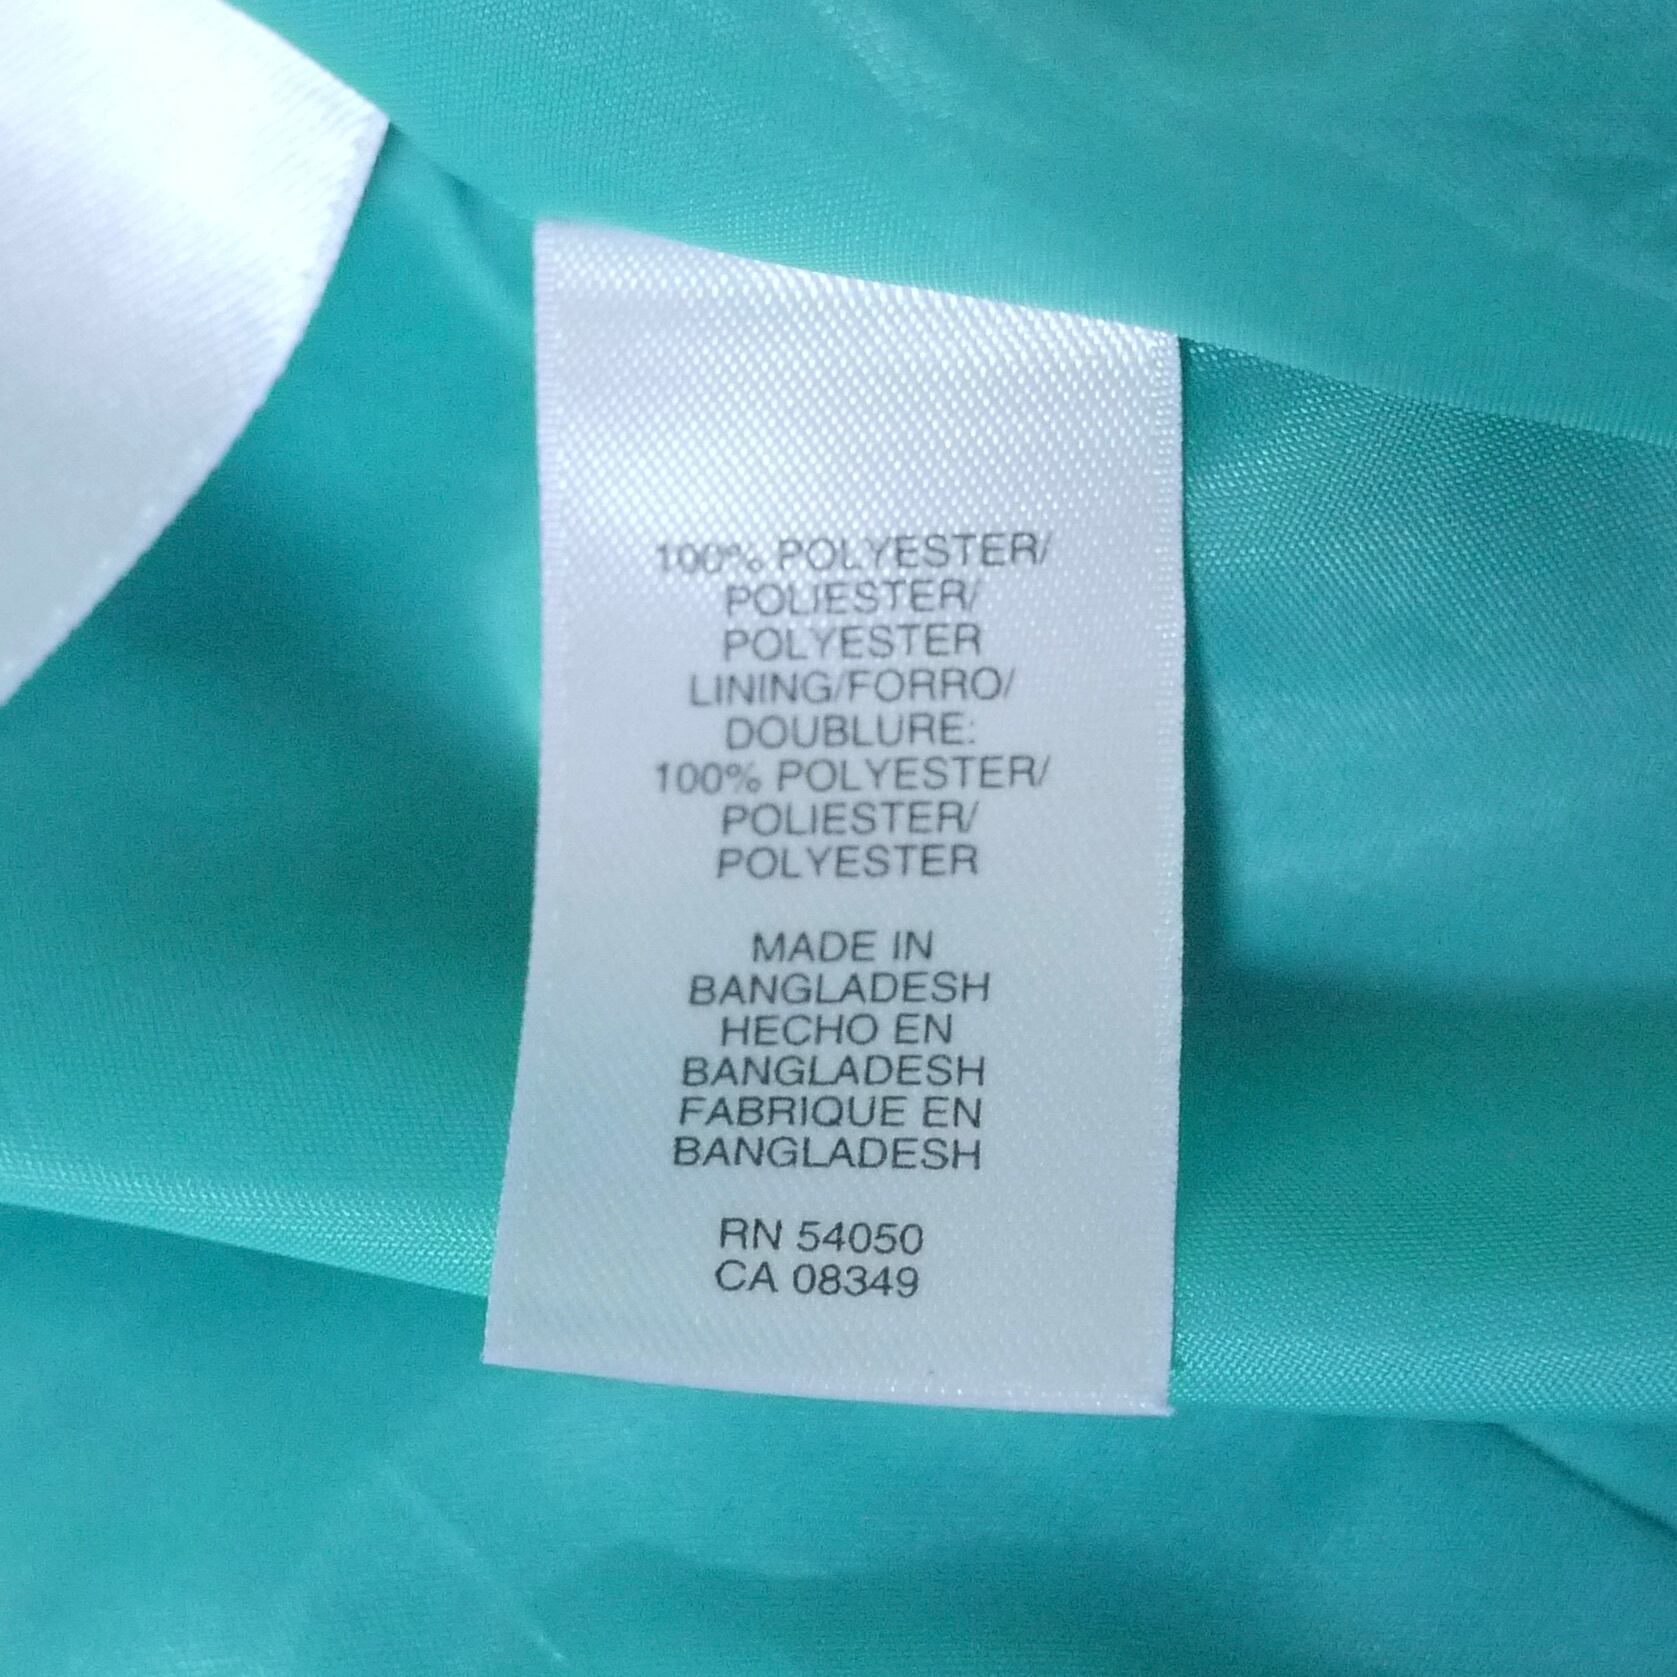 100% POLYESTER/
POLIESTER/
POLYESTER
LINING/FORRO/
DOUBLURE:
100% POLYESTER/
POLIESTER/
POLYESTER
MADE IN
BANGLADESH
HECHO EN
BANGLADESH
FABRIQUE EN
BANGLADESH
RN 54050
CA 08349